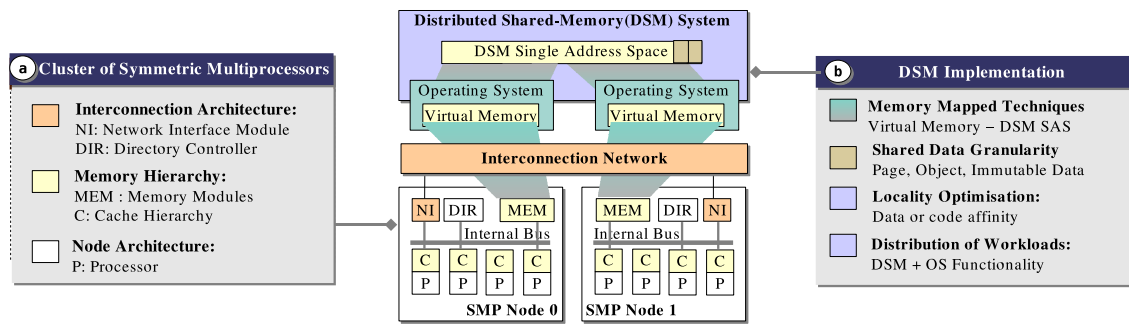 a Cluster of Symmetric Multiprocessors
Interconnection Architecture:
NI: Network Interface Module
DIR: Directory Controller
Memory Hierarchy:
MEM : Memory Modules
C: Cache Hierarchy
Node Architecture:
P: Processor
Distributed Shared-Memory(DSM) System
DSM Single Address Space
Operating System
Virtual Memory
Operating System
Virtual Memory
Interconnection Network
NI DIR MEM
Internal Bus
C C C C
P P P P
SMP Node 0
MEM DIR NI
Internal Bus
C C C C
P P P P
SMP Node 1
b DSM Implementation
Memory Mapped Techniques
Virtual Memory – DSM SAS
Shared Data Granularity
Page, Object, Immutable Data
Locality Optimisation:
Data or code affinity
Distribution of Workloads:
DSM + OS Functionality